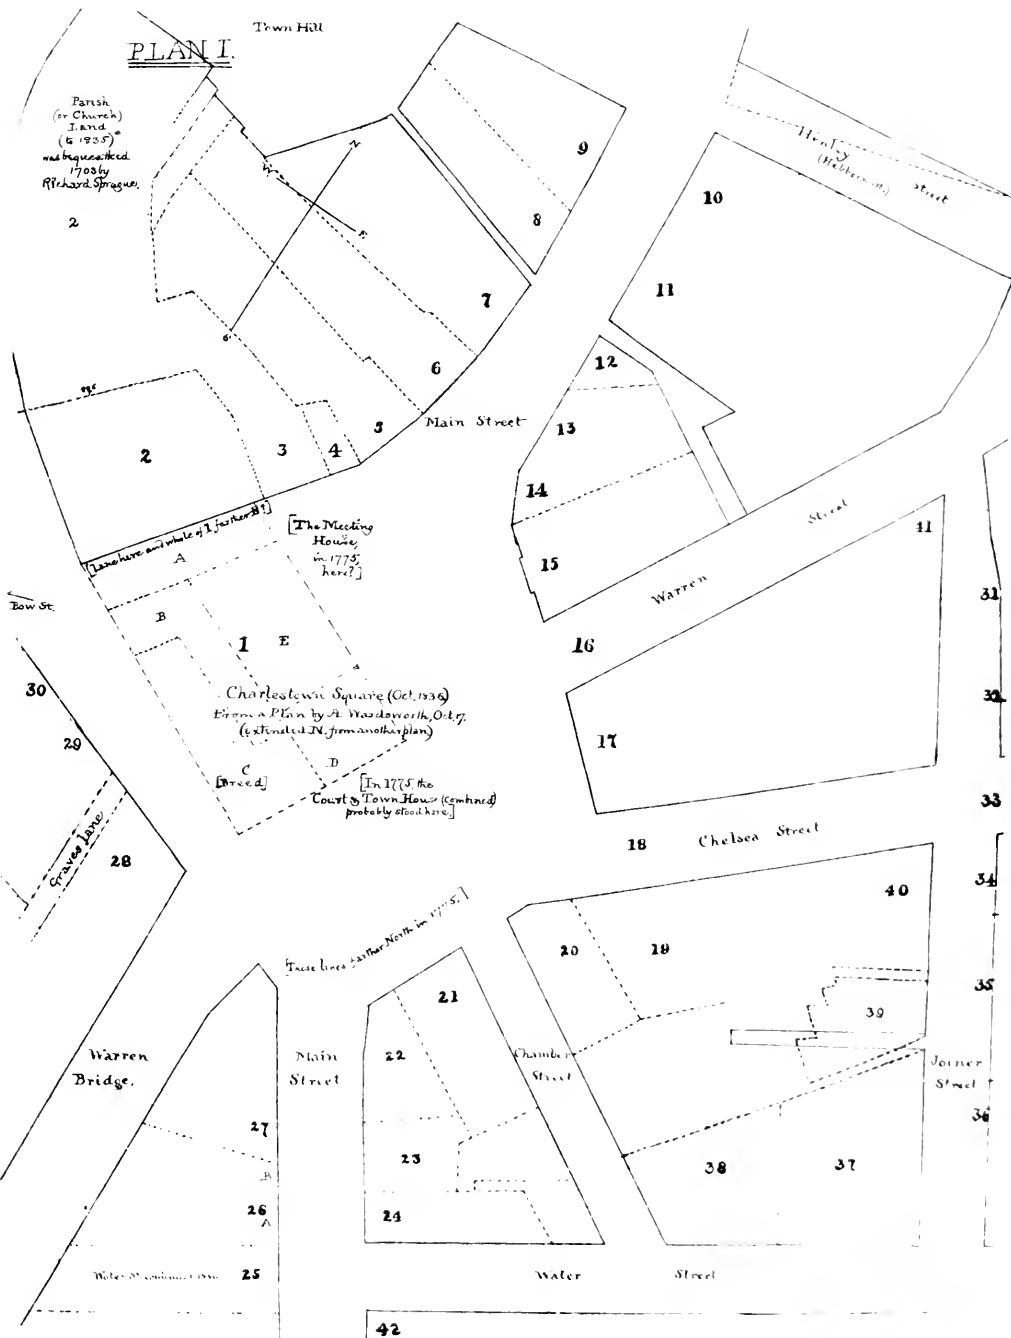 Town Hill
PLAN I.
Parish
(or Church)
Land
(to 1835)
was bequeathed
1703 by
Richard Sprague.
2
N.
W.
E.
S.
9
8
7
6
5
Henley
(Hebbern st.)
Street
10
11
12
13
14
15
Main Street
2
3
4
[Lane here and whole of 1 farther N?]
[The Meeting
House,
in 1775,
here?]
A
B
1
E
Charlestown Square (Oct. 1836)
From a Plan by A. Wardsworth, Oct. 17.
(extended N. from another plan)
C
[Breed]
D
[In 1775, the
Court & Town House (combined)
probably stood here.]
Bow St.
30
29
Graves Lane
28
Warren
Street
16
41
17
18
Chelsea Street
31
32
33
34
35
36
[These lines farther North in 1775.]
20
19
40
39
21
22
23
24
Chamber
Street
Joiner
Street
38
37
Warren
Bridge.
Main
Street
27
B
26
A
25
Water
Street
42